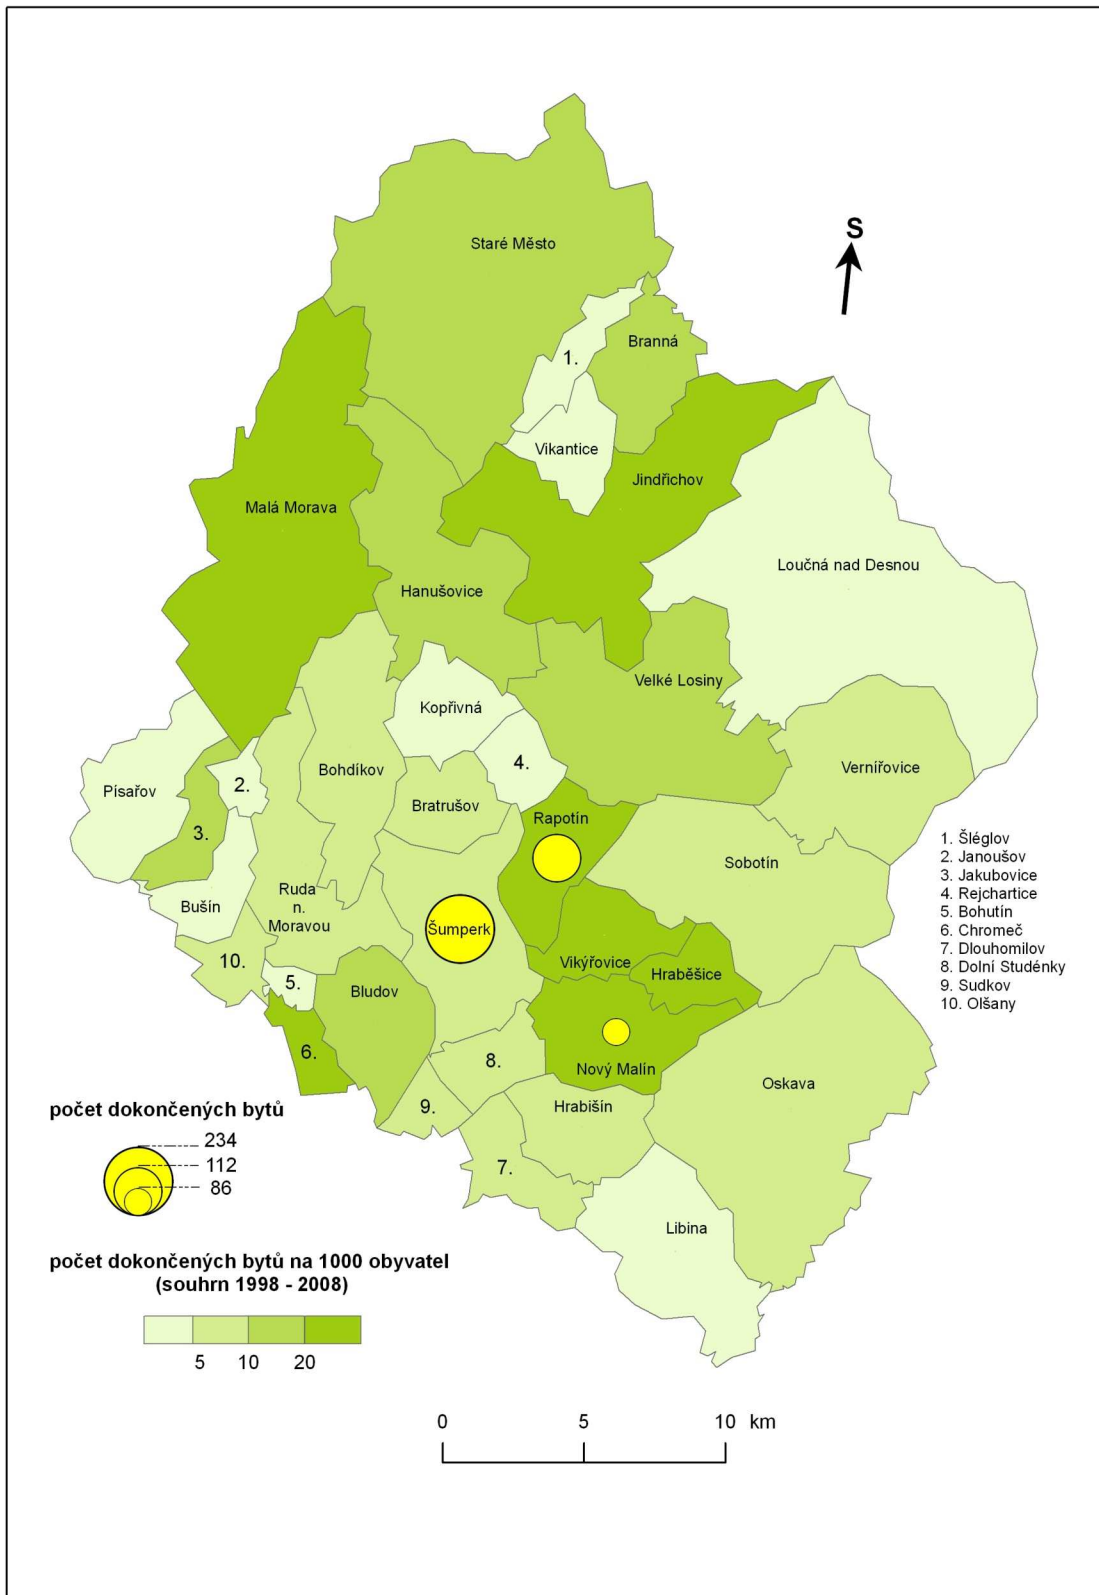 S
Staré Město
Branná
1.
Vikantice
Jindřichov
Malá Morava
Loučná nad Desnou
Hanušovice
Velké Losiny
Kopřivná
4.
Vernířovice
Písařov
2.
Bohdíkov
Bratrušov
Rapotín
3.
Sobotín
1. Šléglov
2. Janoušov
3. Jakubovice
4. Rejchartice
5. Bohutín
6. Chromeč
7. Dlouhomilov
8. Dolní Studénky
9. Sudkov
10. Olšany
Bušín
Ruda
n.
Moravou
Šumperk
10.
Vikýřovice
Hraběšice
5.
Bludov
6.
8.
Nový Malín
Oskava
9.
Hrabišín
7.
Libina
počet dokončených bytů
234
112
86
počet dokončených bytů na 1000 obyvatel
(souhrn 1998 - 2008)
5 10 20
0 5 10 km